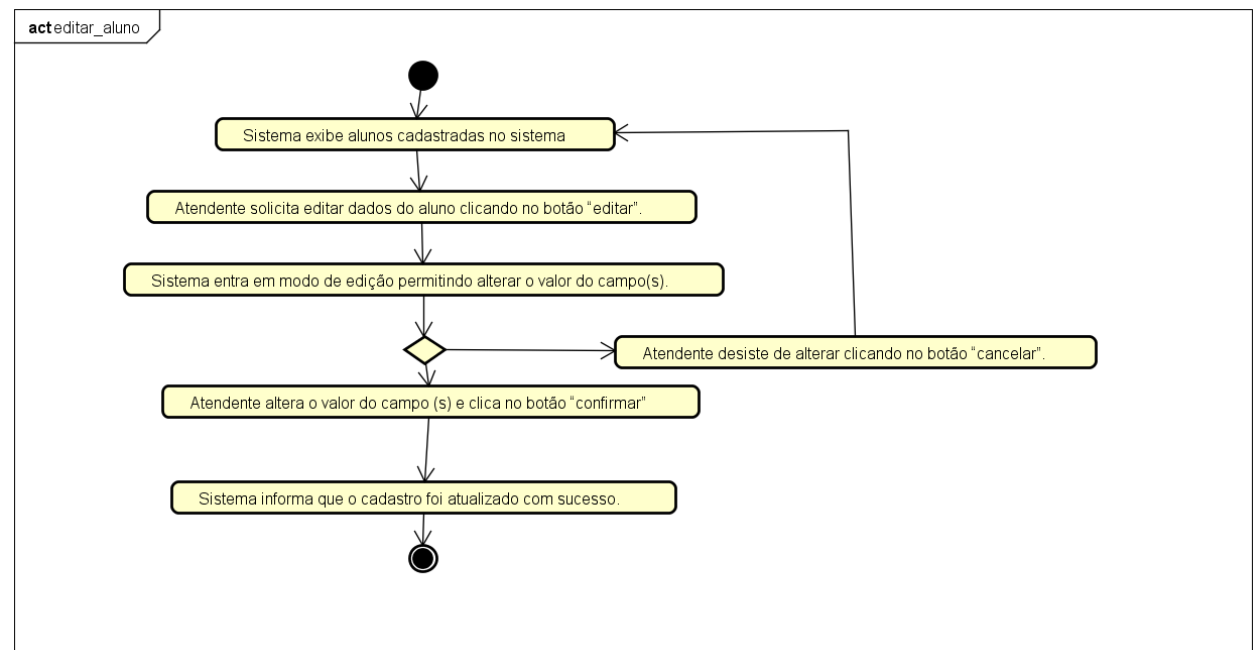 act editar_aluno
Sistema exibe alunos cadastradas no sistema
Atendente solicita editar dados do aluno clicando no botão “editar”.
Sistema entra em modo de edição permitindo alterar o valor do campo(s).
Atendente desiste de alterar clicando no botão “cancelar”.
Atendente altera o valor do campo (s) e clica no botão “confirmar”
Sistema informa que o cadastro foi atualizado com sucesso.